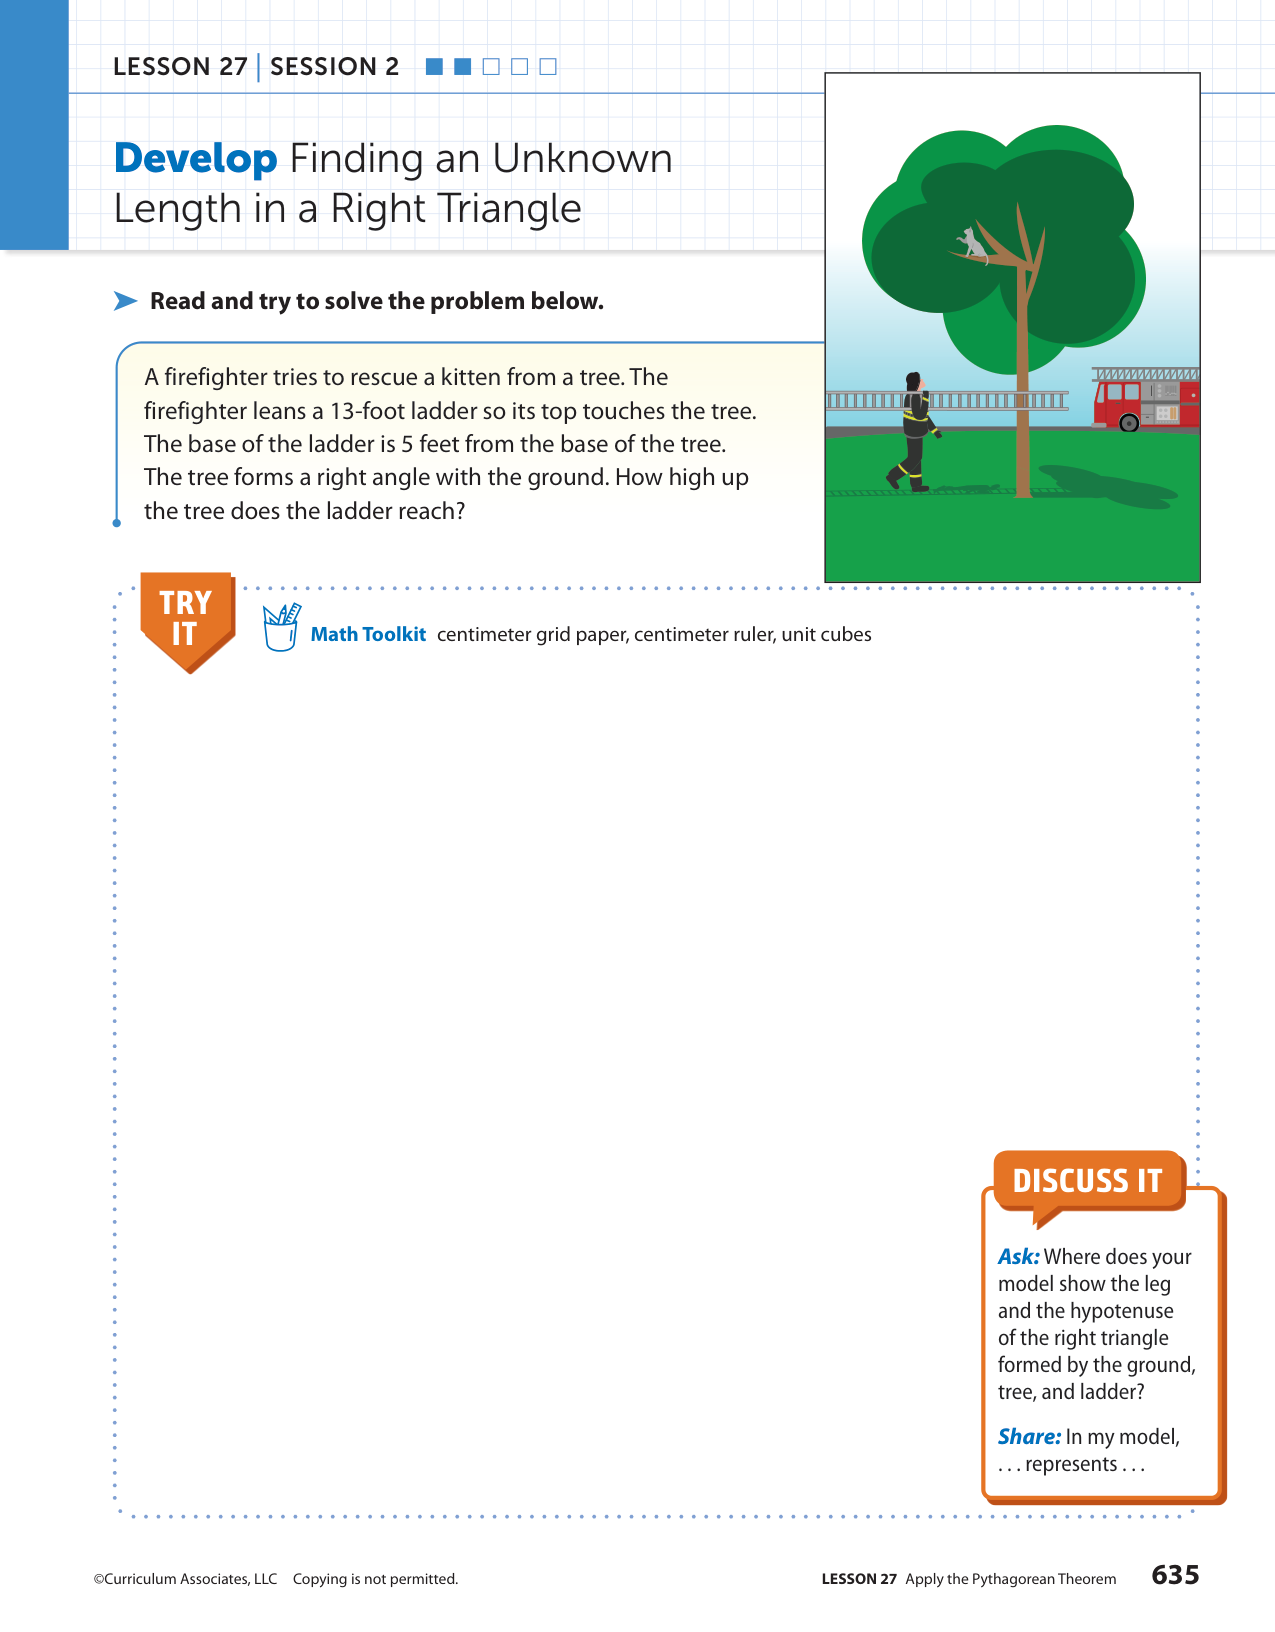 LESSON 27 | SESSION 2
Develop Finding an Unknown
Length in a Right Triangle
Read and try to solve the problem below.
A firefighter tries to rescue a kitten from a tree. The
firefighter leans a 13-foot ladder so its top touches the tree.
The base of the ladder is 5 feet from the base of the tree.
The tree forms a right angle with the ground. How high up
the tree does the ladder reach?
TRY
IT
Math Toolkit centimeter grid paper, centimeter ruler, unit cubes
DISCUSS IT
Ask: Where does your
model show the leg
and the hypotenuse
of the right triangle
formed by the ground,
tree, and ladder?
Share: In my model,
. . . represents . . .
©Curriculum Associates, LLC Copying is not permitted.
LESSON 27 Apply the Pythagorean Theorem 635